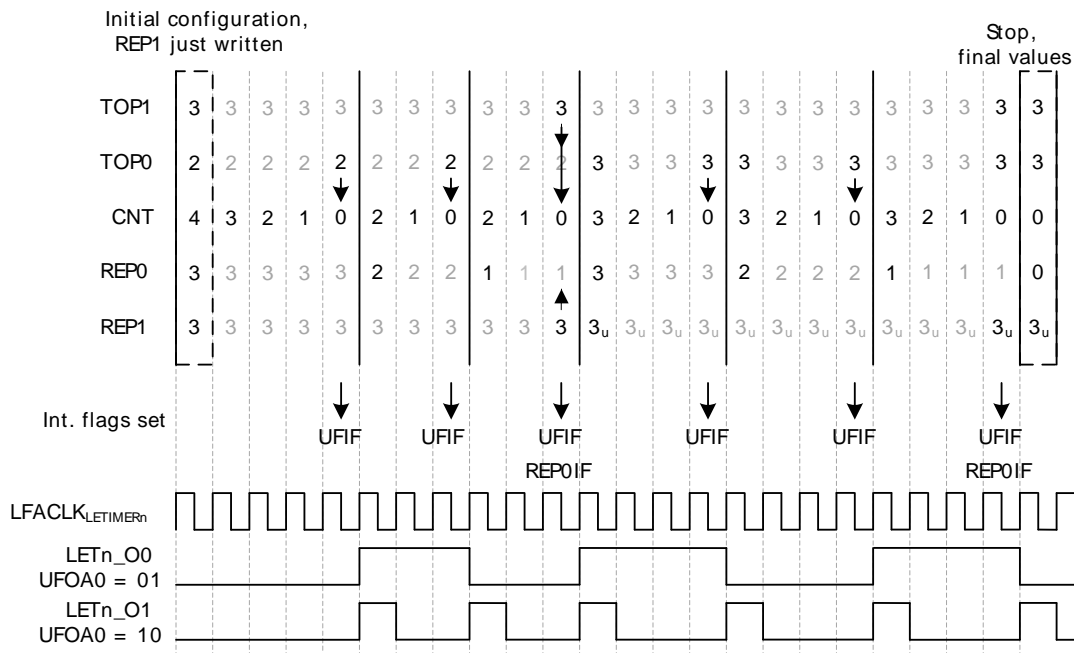 Initial configuration,
REP1 just written
Stop,
final values
TOP1 3 3 3 3 3 3 3 3 3 3 3 3 3 3 3 3 3 3 3 3 3 3 3 3
TOP0 2 2 2 2 2 2 2 2 2 2 2 3 3 3 3 3 3 3 3 3 3 3 3 3
CNT 4 3 2 1 0 2 1 0 2 1 0 3 2 1 0 3 2 1 0 3 2 1 0 0
REP0 3 3 3 3 3 2 2 2 1 1 1 3 3 3 3 2 2 2 2 1 1 1 1 0
REP1 3 3 3 3 3 3 3 3 3 3 3 3u 3u 3u 3u 3u 3u 3u 3u 3u 3u 3u 3u 3u
Int. flags set
UFIF UFIF UFIF UFIF UFIF UFIF
REP0IF REP0IF
LFACLKLETIMERn
LETn_O0
UFOA0 = 01
LETn_O1
UFOA0 = 10